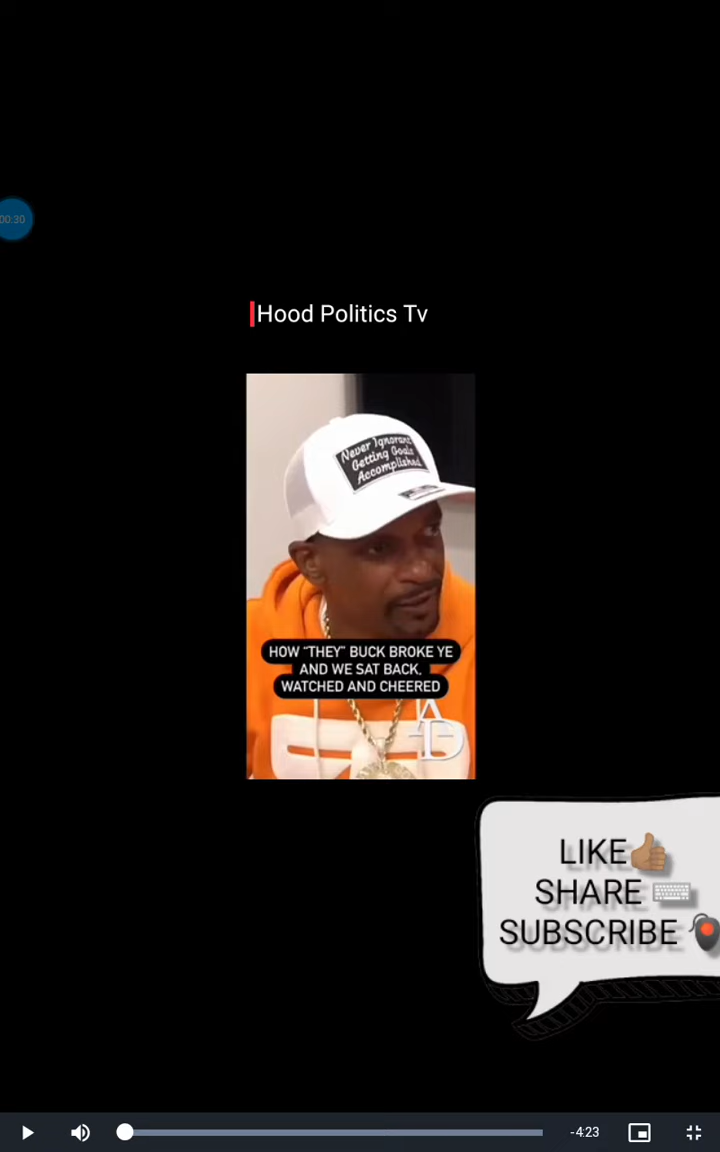 00:30
Hood Politics Tv
Never Ignorant
Getting Goals
Accomplished
HOW “THEY” BUCK BROKE YE
AND WE SAT BACK,
WATCHED AND CHEERED
AD
LIKE👍🏽
SHARE ⌨️
SUBSCRIBE 🖱️
-4:23